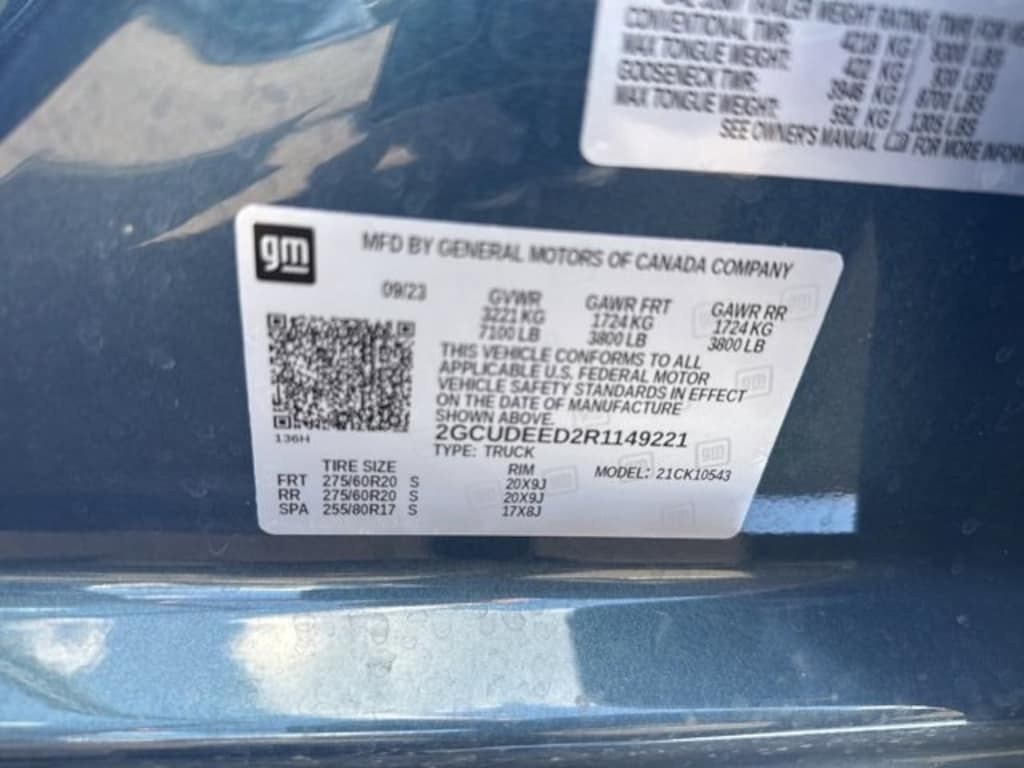 TRAILER WEIGHT RATING (TWR) FOR
CONVENTIONAL TWR: 4218 KG / 9300 LBS
MAX TONGUE WEIGHT: 422 KG / 930 LBS
GOOSENECK TWR: 3946 KG / 8700 LBS
MAX TONGUE WEIGHT: 592 KG / 1305 LBS
SEE OWNER'S MANUAL FOR MORE
gm
MFD BY GENERAL MOTORS OF CANADA COMPANY
09/23 GVWR GAWR FRT GAWR RR
3221 KG 1724 KG 1724 KG
7100 LB 3800 LB 3800 LB
THIS VEHICLE CONFORMS TO ALL
APPLICABLE U.S. FEDERAL MOTOR
VEHICLE SAFETY STANDARDS IN EFFECT
ON THE DATE OF MANUFACTURE
SHOWN ABOVE.
136H
2GCUDEED2R1149221
TYPE: TRUCK
TIRE SIZE RIM MODEL: 21CK10543
FRT 275/60R20 S 20X9J
RR 275/60R20 S 20X9J
SPA 255/80R17 S 17X8J